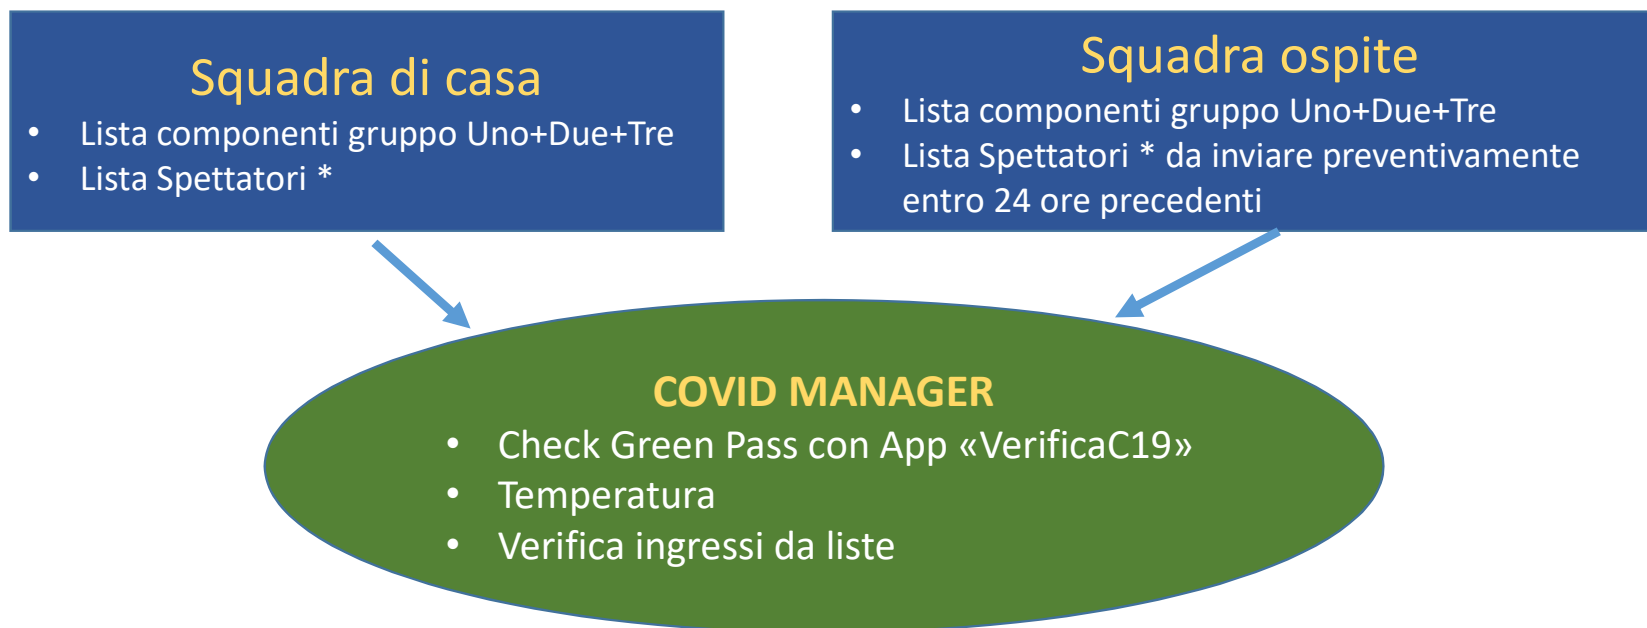 Squadra di casa
• Lista componenti gruppo Uno+Due+Tre
• Lista Spettatori *
Squadra ospite
• Lista componenti gruppo Uno+Due+Tre
• Lista Spettatori * da inviare preventivamente
entro 24 ore precedenti
COVID MANAGER
• Check Green Pass con App «VerificaC19»
• Temperatura
• Verifica ingressi da liste